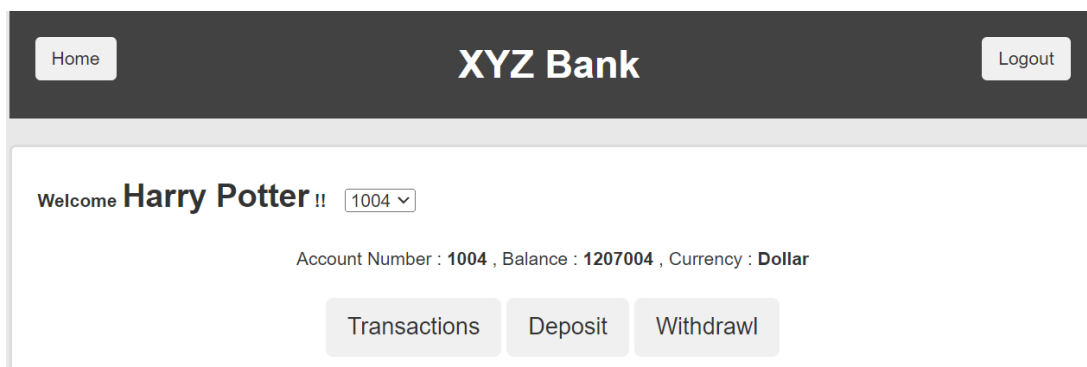 Home XYZ Bank Logout
Welcome Harry Potter !! 1004
Account Number : 1004 , Balance : 1207004 , Currency : Dollar
Transactions Deposit Withdrawl